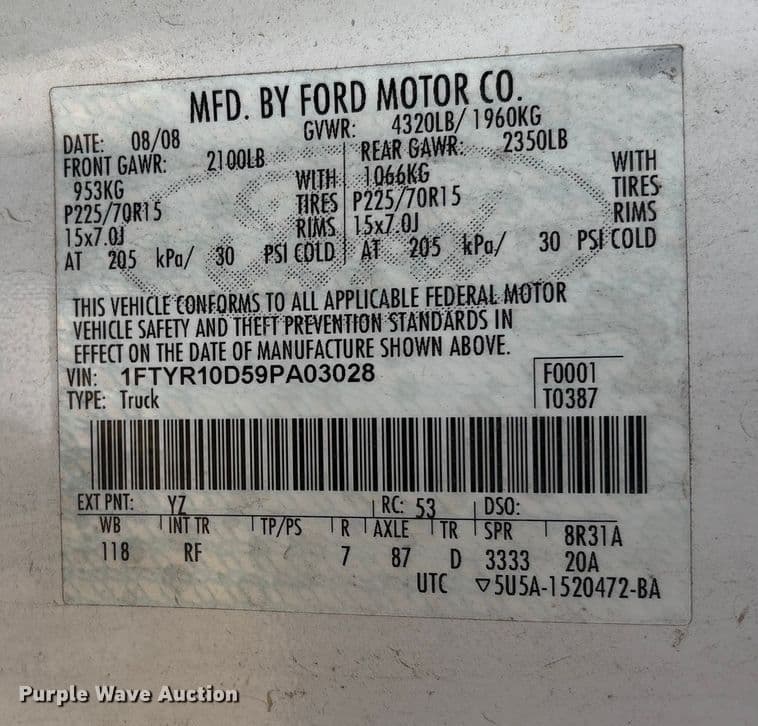 MFD. BY FORD MOTOR CO.
DATE: 08/08 GVWR: 4320LB/ 1960KG
FRONT GAWR: 2100LB REAR GAWR: 2350LB
953KG WITH 1066KG WITH
P225/70R15 TIRES P225/70R15 TIRES
15x7.0J RIMS 15x7.0J RIMS
AT 205 kPa/ 30 PSI COLD AT 205 kPa/ 30 PSI COLD
THIS VEHICLE CONFORMS TO ALL APPLICABLE FEDERAL MOTOR
VEHICLE SAFETY AND THEFT PREVENTION STANDARDS IN
EFFECT ON THE DATE OF MANUFACTURE SHOWN ABOVE.
VIN: 1FTYR10D59PA03028 F0001
TYPE: Truck T0387
EXT PNT: YZ RC: 53 DSO:
WB INT TR TP/PS R AXLE TR SPR 8R31A
118 RF 7 87 D 3333 20A
UTC ▽5U5A-1520472-BA
Purple Wave Auction